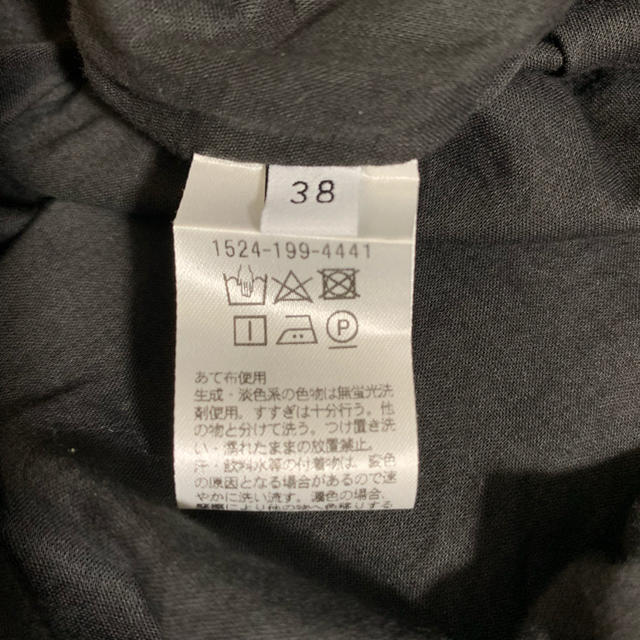 38
1524-199-4441
P
あて布使用
生成・淡色系の色物は無蛍光洗
剤使用。すすぎは十分行う。他
の物と分けて洗う。つけ置き洗
い・濡れたままの放置禁止。
汗・飲料水等の付着物は、変色
の原因となる場合があるので速
やかに洗い流す。濃色の場合、